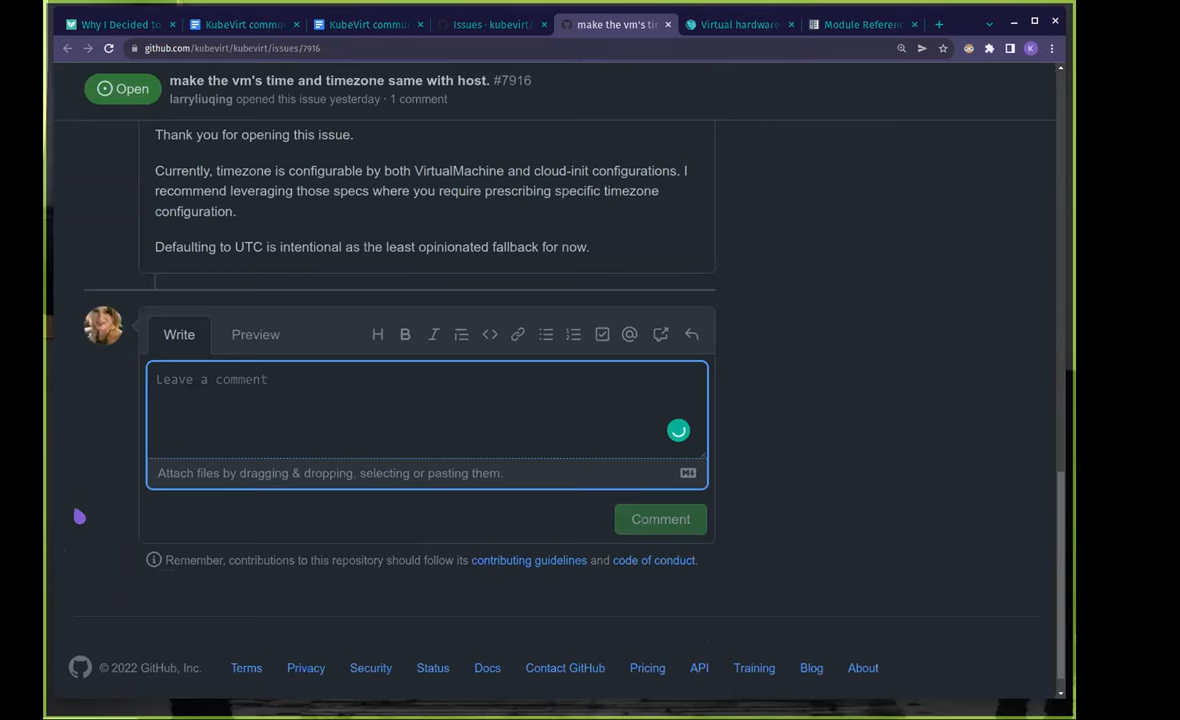 Why I Decided to
KubeVirt commu
KubeVirt commu
Issues · kubevirt/
make the vm's ti
Virtual hardware
Module Referenc
github.com/kubevirt/kubevirt/issues/7916
K
Open
make the vm's time and timezone same with host. #7916
larryliuqing opened this issue yesterday · 1 comment
Thank you for opening this issue.
Currently, timezone is configurable by both VirtualMachine and cloud-init configurations. I
recommend leveraging those specs where you require prescribing specific timezone
configuration.
Defaulting to UTC is intentional as the least opinionated fallback for now.
Write
Preview
Leave a comment
Attach files by dragging & dropping, selecting or pasting them.
Comment
Remember, contributions to this repository should follow its contributing guidelines and code of conduct.
© 2022 GitHub, Inc.
Terms
Privacy
Security
Status
Docs
Contact GitHub
Pricing
API
Training
Blog
About